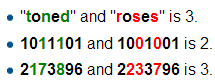 • "toned" and "roses" is 3.
• 1011101 and 1001001 is 2.
• 2173896 and 2233796 is 3.